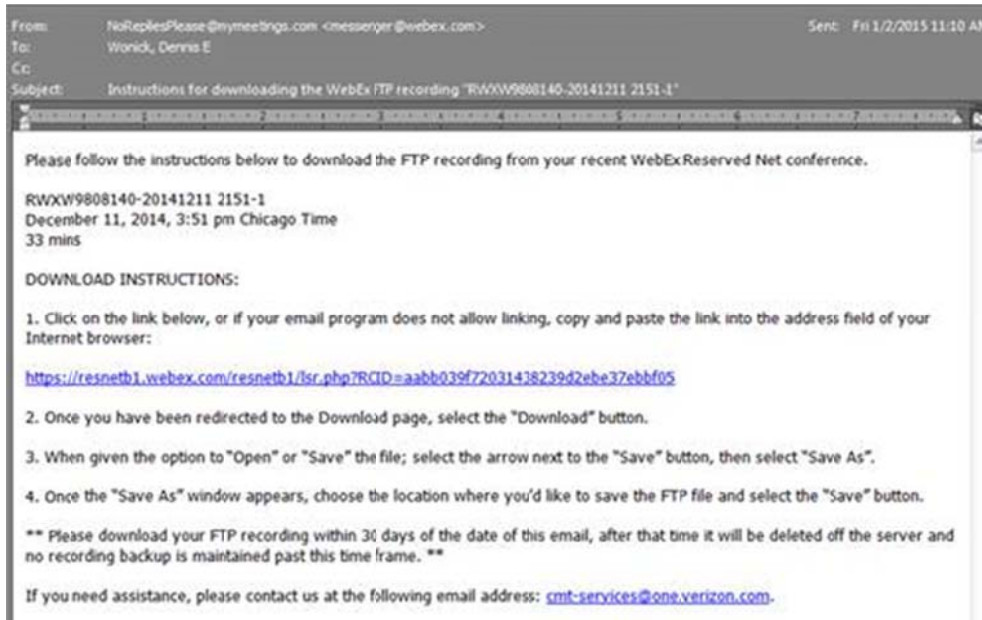 From: NoRepliesPlease@mymeetings.com <messenger@webex.com> Sent: Fri 1/2/2015 11:10 AM
To: Wonick, Dennis E
Cc:
Subject: Instructions for downloading the WebEx FTP recording "RWXW9808140-20141211 2151-1"
1 2 3 4 5 6 7
Please follow the instructions below to download the FTP recording from your recent WebEx Reserved Net conference.
RWXW9808140-20141211 2151-1
December 11, 2014, 3:51 pm Chicago Time
33 mins
DOWNLOAD INSTRUCTIONS:
1. Click on the link below, or if your email program does not allow linking, copy and paste the link into the address field of your
Internet browser:
https://resnetb1.webex.com/resnetb1/lsr.php?RCID=aabb039f72031438239d2ebe37ebbf05
2. Once you have been redirected to the Download page, select the "Download" button.
3. When given the option to "Open" or "Save" the file; select the arrow next to the "Save" button, then select "Save As".
4. Once the "Save As" window appears, choose the location where you'd like to save the FTP file and select the "Save" button.
** Please download your FTP recording within 30 days of the date of this email, after that time it will be deleted off the server and
no recording backup is maintained past this time frame. **
If you need assistance, please contact us at the following email address: cmt-services@one.verizon.com.